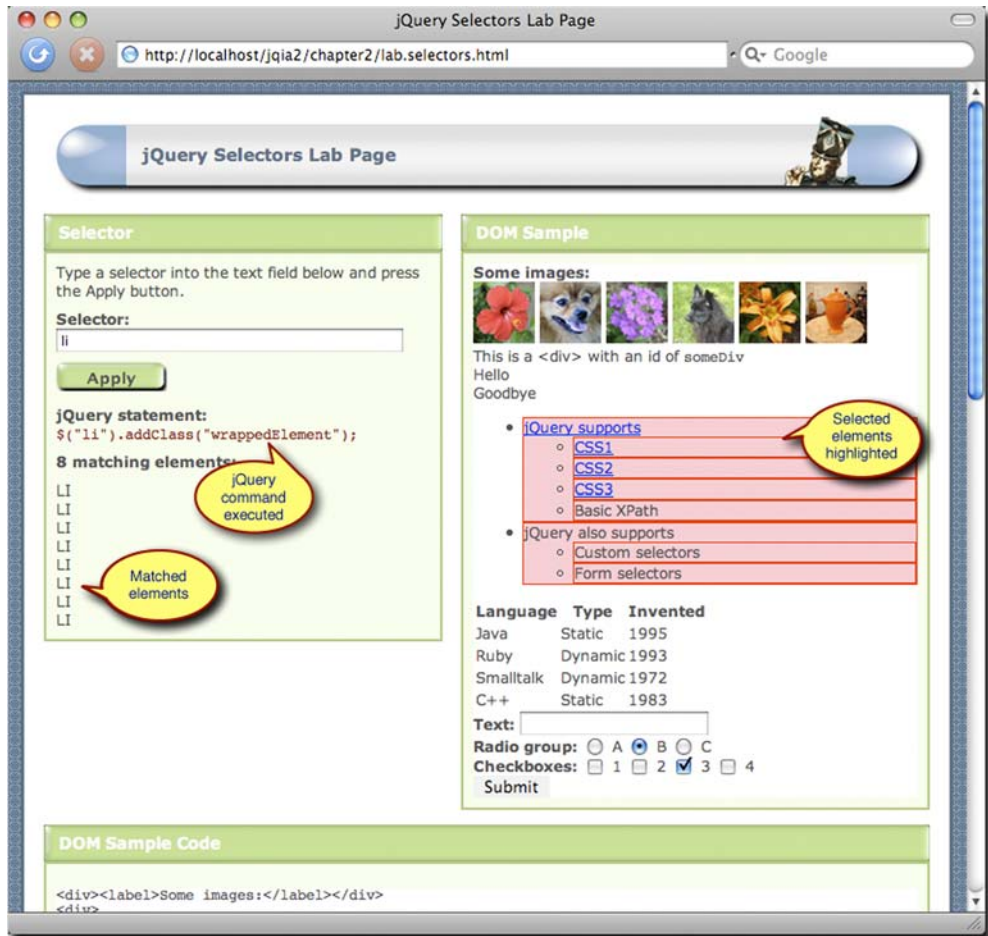 jQuery Selectors Lab Page
http://localhost/jqia2/chapter2/lab.selectors.html
Google
jQuery Selectors Lab Page
Selector
Type a selector into the text field below and press
the Apply button.
Selector:
li
Apply
jQuery statement:
$("li").addClass("wrappedElement");
8 matching elements:
LI
LI
LI
LI
LI
LI
LI
LI
jQuery
command
executed
Matched
elements
DOM Sample
Some images:
This is a <div> with an id of someDiv
Hello
Goodbye
jQuery supports
CSS1
CSS2
CSS3
Basic XPath
jQuery also supports
Custom selectors
Form selectors
Selected
elements
highlighted
Language Type Invented
Java Static 1995
Ruby Dynamic 1993
Smalltalk Dynamic 1972
C++ Static 1983
Text:
Radio group: A B C
Checkboxes: 1 2 3 4
Submit
DOM Sample Code
<div><label>Some images:</label></div>
<div>